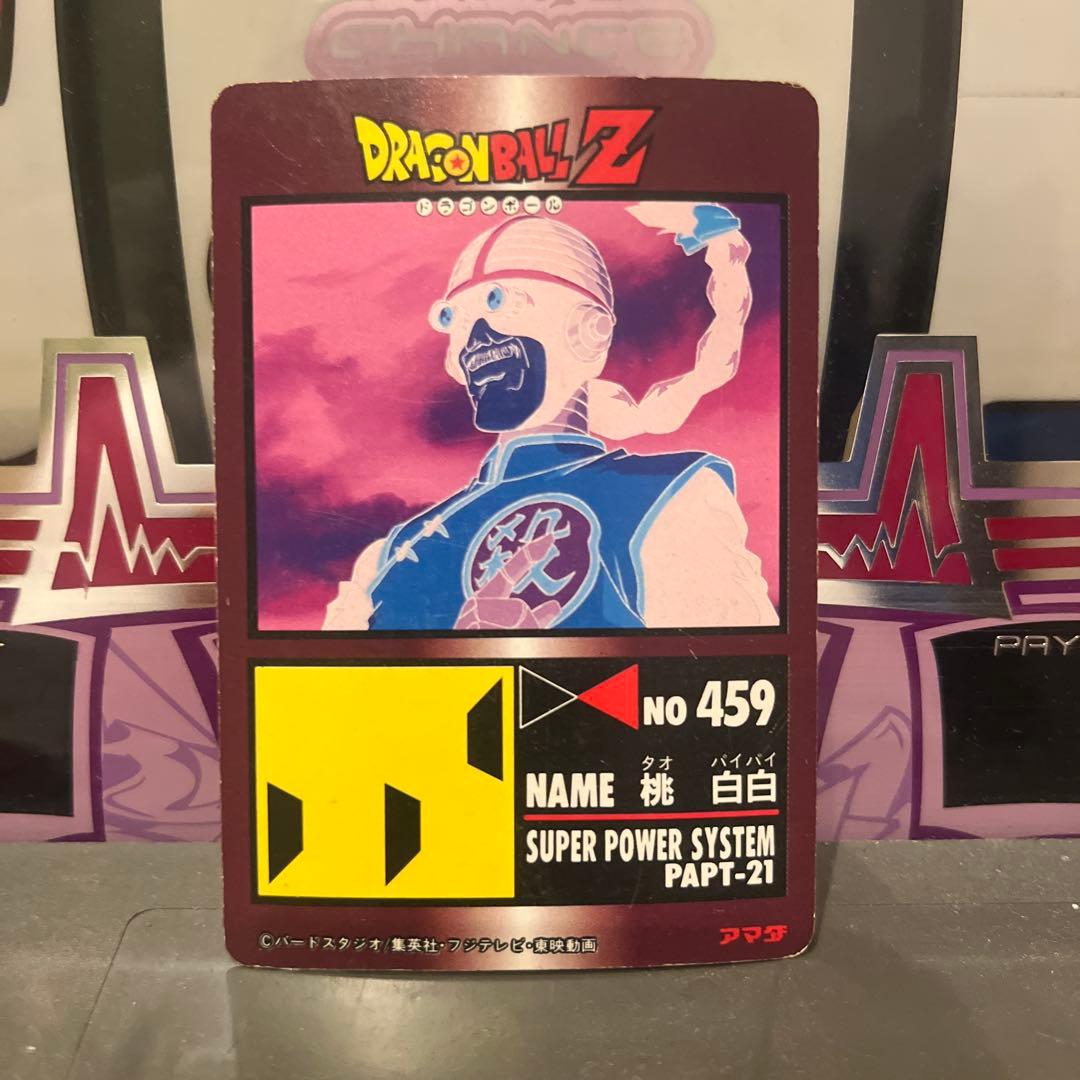 CHANCE
DRAGON BALL Z
ドラゴンボール
殺
NO 459
タオ パイパイ
NAME 桃 白白
SUPER POWER SYSTEM
PAPT-21
©バードスタジオ/集英社・フジテレビ・東映動画
アマダ
PAY